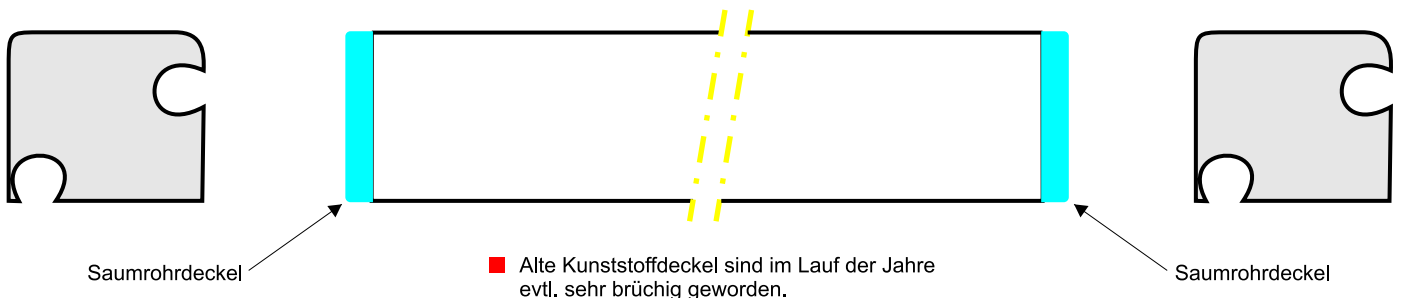 Saumrohrdeckel
Alte Kunststoffdeckel sind im Lauf der Jahre
evtl. sehr brüchig geworden.
Saumrohrdeckel